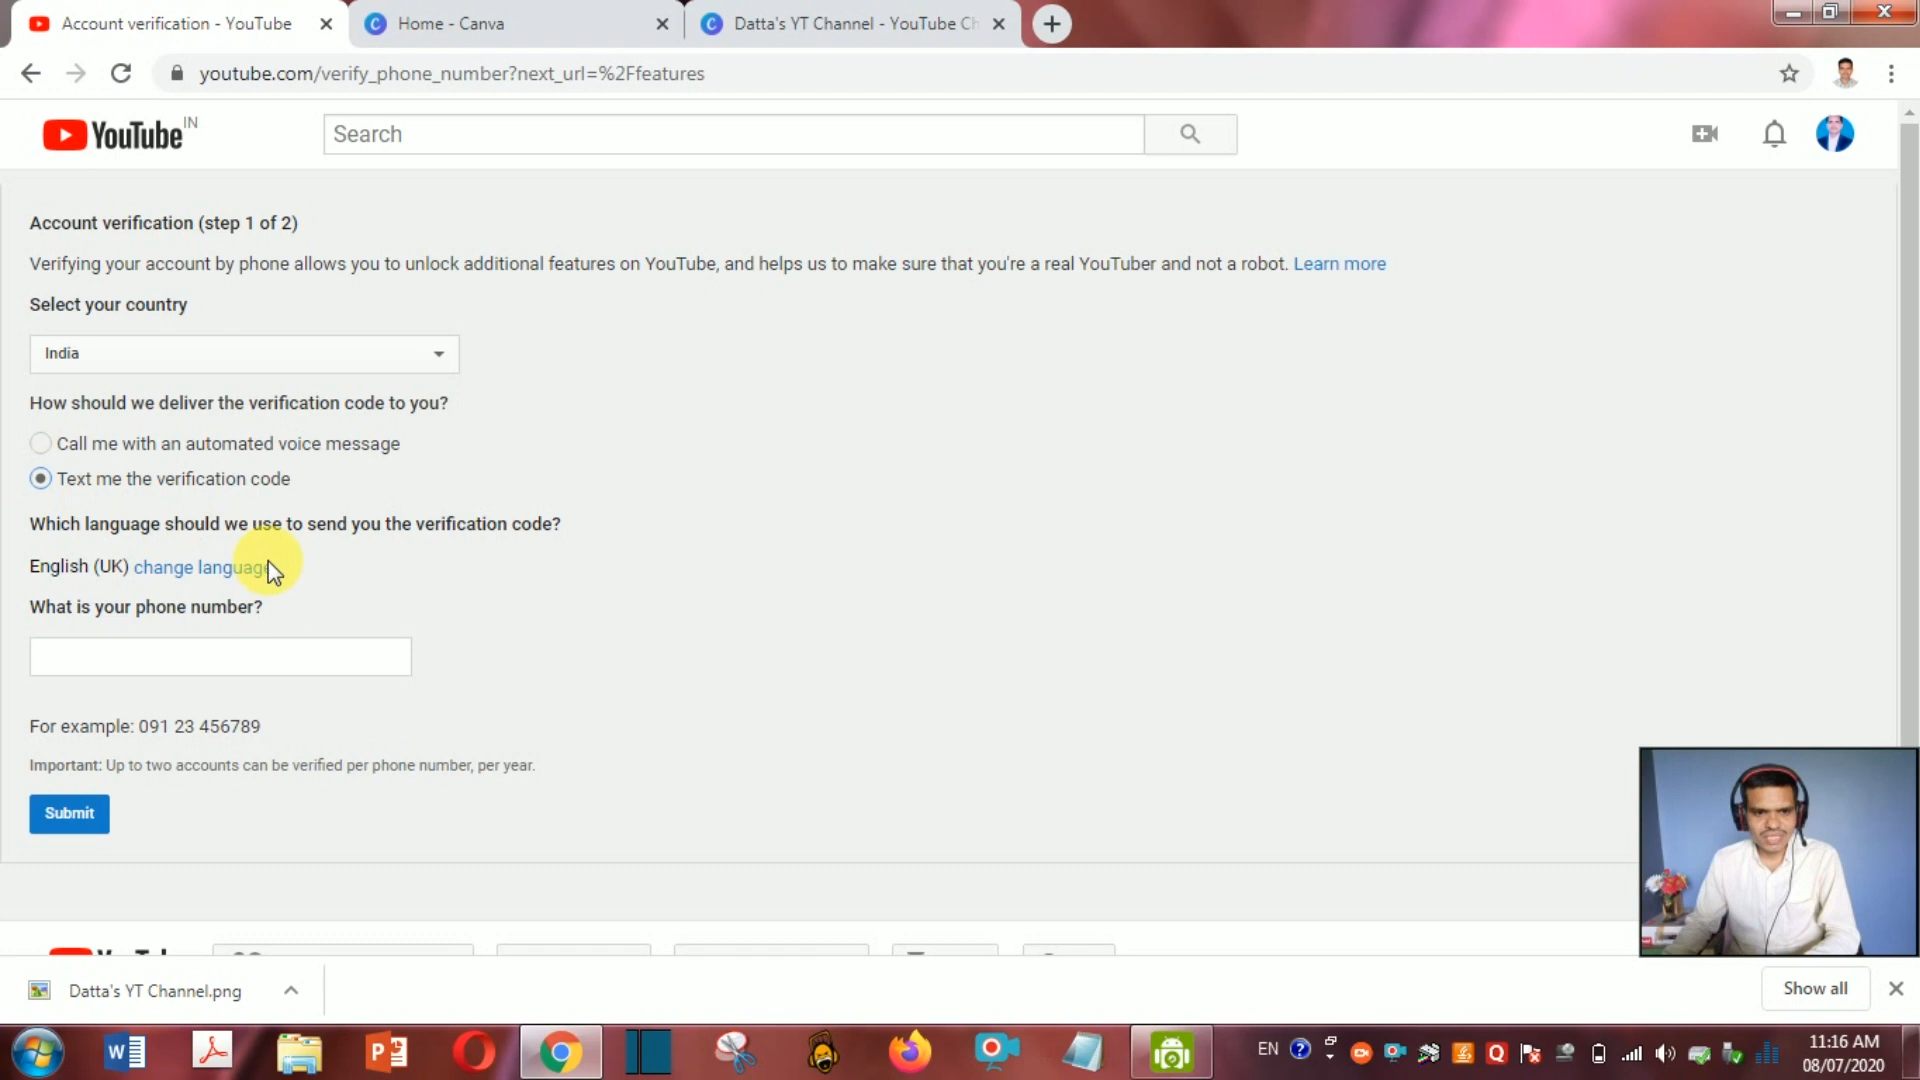 Account verification - YouTube
Home - Canva
Datta's YT Channel - YouTube Ch
youtube.com/verify_phone_number?next_url=%2Ffeatures
YouTube IN
Search
Account verification (step 1 of 2)
Verifying your account by phone allows you to unlock additional features on YouTube, and helps us to make sure that you're a real YouTuber and not a robot. Learn more
Select your country
India
How should we deliver the verification code to you?
Call me with an automated voice message
Text me the verification code
Which language should we use to send you the verification code?
English (UK) change language
What is your phone number?
For example: 091 23 456789
Important: Up to two accounts can be verified per phone number, per year.
Submit
Datta's YT Channel.png
Show all
EN
11:16 AM
08/07/2020